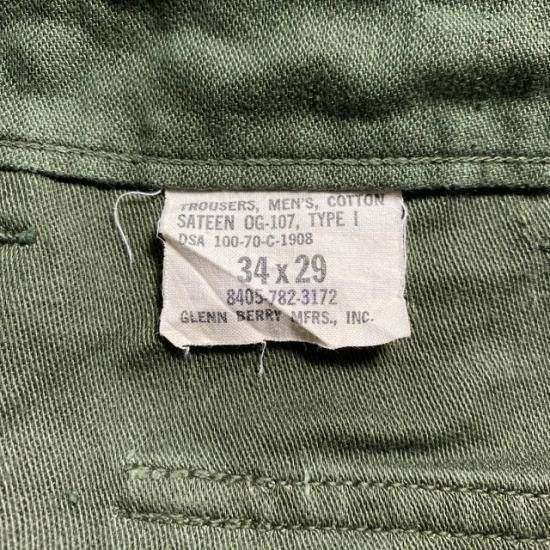 TROUSERS, MEN'S, COTTON
SATEEN OG-107, TYPE I
DSA 100-70-C-1908
34 x 29
8405-782-3172
GLENN BERRY MFRS., INC.